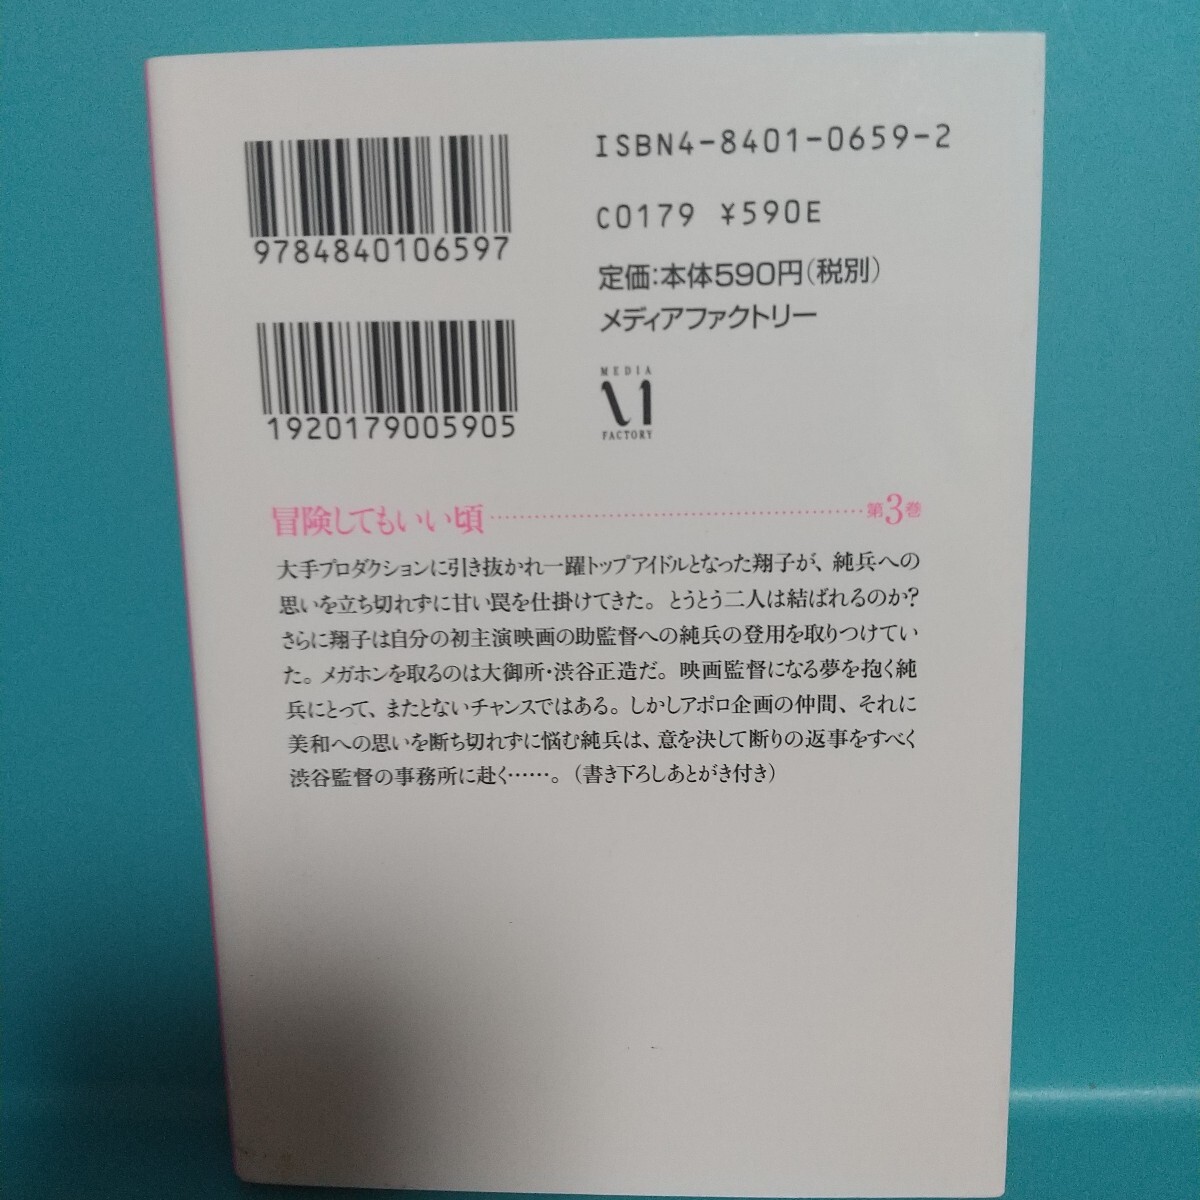 ISBN4-8401-0659-2
9784840106597
C0179 ¥590E
定価:本体590円(税別)
メディアファクトリー
1920179005905
MEDIA
FACTORY
冒険してもいい頃……………………………………………第3巻
大手プロダクションに引き抜かれ一躍トップアイドルとなった翔子が、純兵への
思いを立ち切れずに甘い罠を仕掛けてきた。とうとう二人は結ばれるのか?
さらに翔子は自分の初主演映画の助監督への純兵の登用を取りつけてい
た。メガホンを取るのは大御所・渋谷正造だ。映画監督になる夢を抱く純
兵にとって、またとないチャンスではある。しかしアポロ企画の仲間、それに
美和への思いを断ち切れずに悩む純兵は、意を決して断りの返事をすべく
渋谷監督の事務所に赴く……。(書き下ろしあとがき付き)